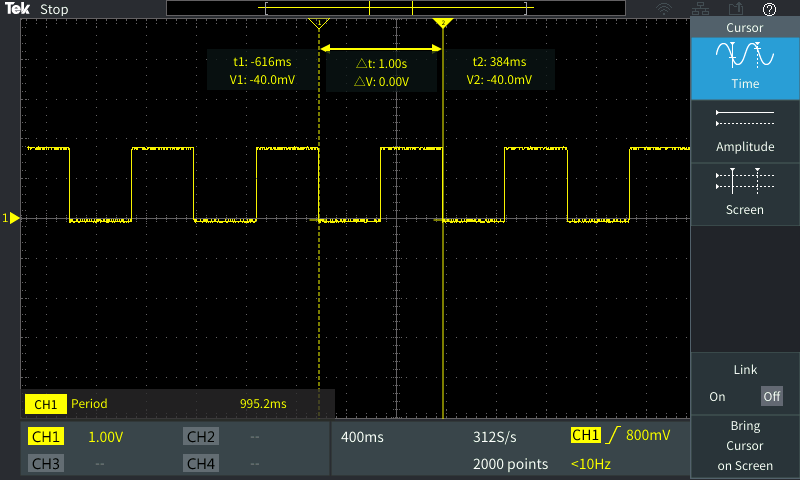 Tek Stop
1 2
t1: -616ms
V1: -40.0mV
△t: 1.00s
△V: 0.00V
t2: 384ms
V2: -40.0mV
1
CH1 Period 995.2ms
CH1 1.00V CH2 --
CH3 -- CH4 --
400ms 312S/s CH1 800mV
2000 points <10Hz
Cursor
Time
Amplitude
Screen
Link
On Off
Bring
Cursor
on Screen